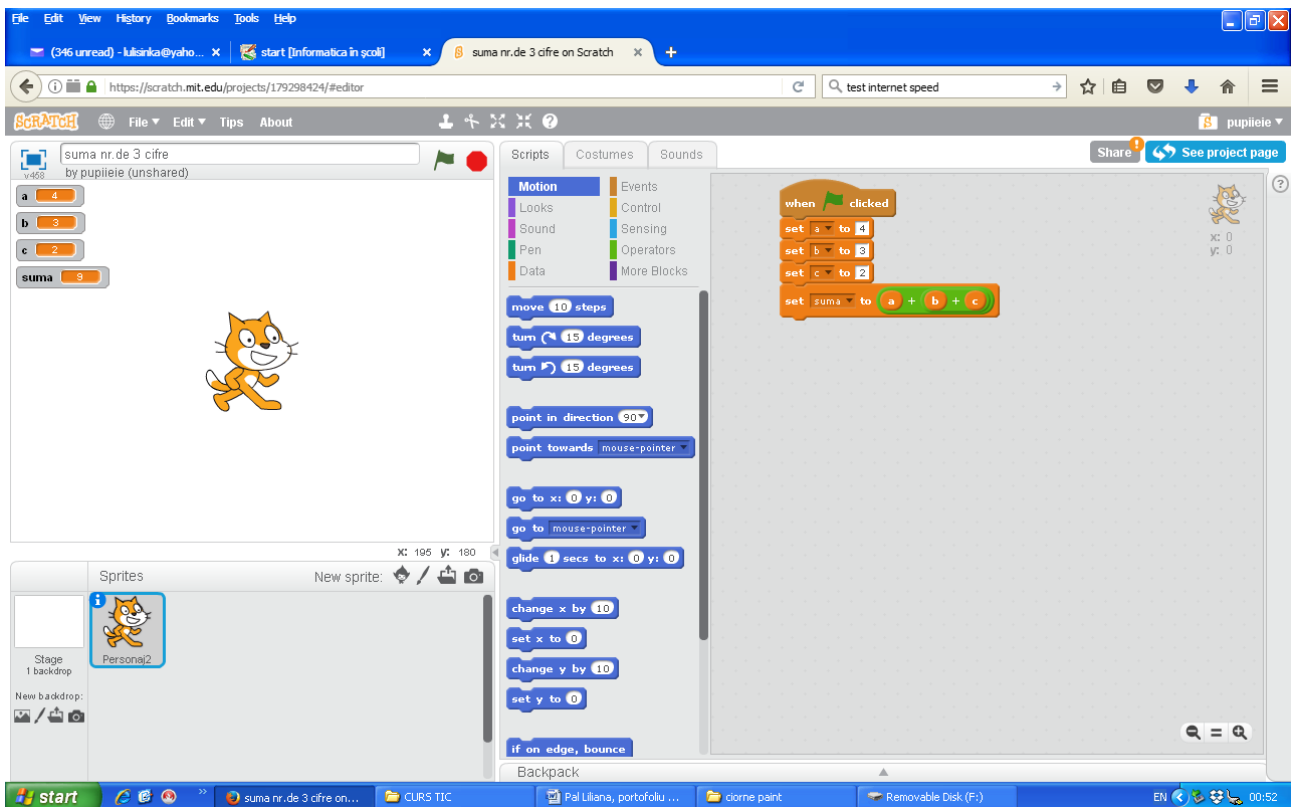 File Edit View History Bookmarks Tools Help
(346 unread) - lulisinka@yaho... × start [Informatica în şcoli] × suma nr.de 3 cifre on Scratch × +
https://scratch.mit.edu/projects/179298424/#editor test internet speed
SCRATCH File Edit Tips About pupiieie
v458 suma nr.de 3 cifre
by pupiieie (unshared)
a 4
b 3
c 2
suma 9
X: 195 y: 180
Sprites New sprite:
Stage
1 backdrop
New backdrop:
Personaj2
Scripts Costumes Sounds
Share ! See project page
Motion Events
Looks Control
Sound Sensing
Pen Operators
Data More Blocks
move 10 steps
turn 15 degrees
turn 15 degrees
point in direction 90
point towards mouse-pointer
go to x: 0 y: 0
go to mouse-pointer
glide 1 secs to x: 0 y: 0
change x by 10
set x to 0
change y by 10
set y to 0
if on edge, bounce
when clicked
set a to 4
set b to 3
set c to 2
set suma to a + b + c
x: 0
y: 0
?
Backpack
start » suma nr.de 3 cifre on... CURS TIC Pal Liliana, portofoliu ... ciorne paint Removable Disk (F:) EN 00:52